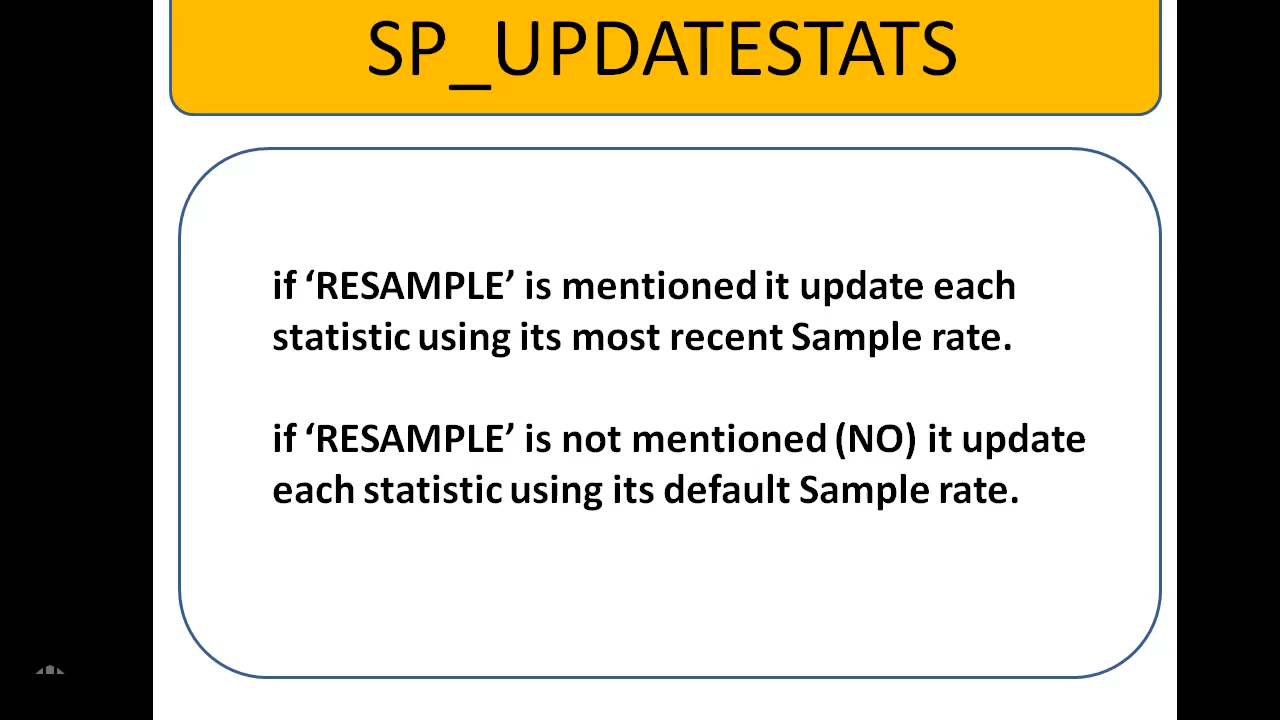 SP_UPDATESTATS
if ‘RESAMPLE’ is mentioned it update each
statistic using its most recent Sample rate.
if ‘RESAMPLE’ is not mentioned (NO) it update
each statistic using its default Sample rate.